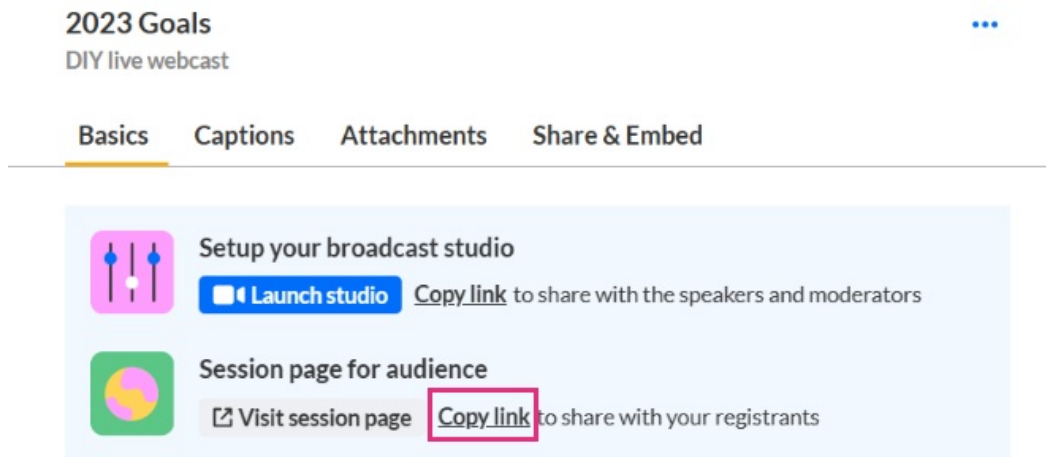 2023 Goals
DIY live webcast
Basics Captions Attachments Share & Embed
Setup your broadcast studio
Launch studio Copy link to share with the speakers and moderators
Session page for audience
Visit session page Copy link to share with your registrants